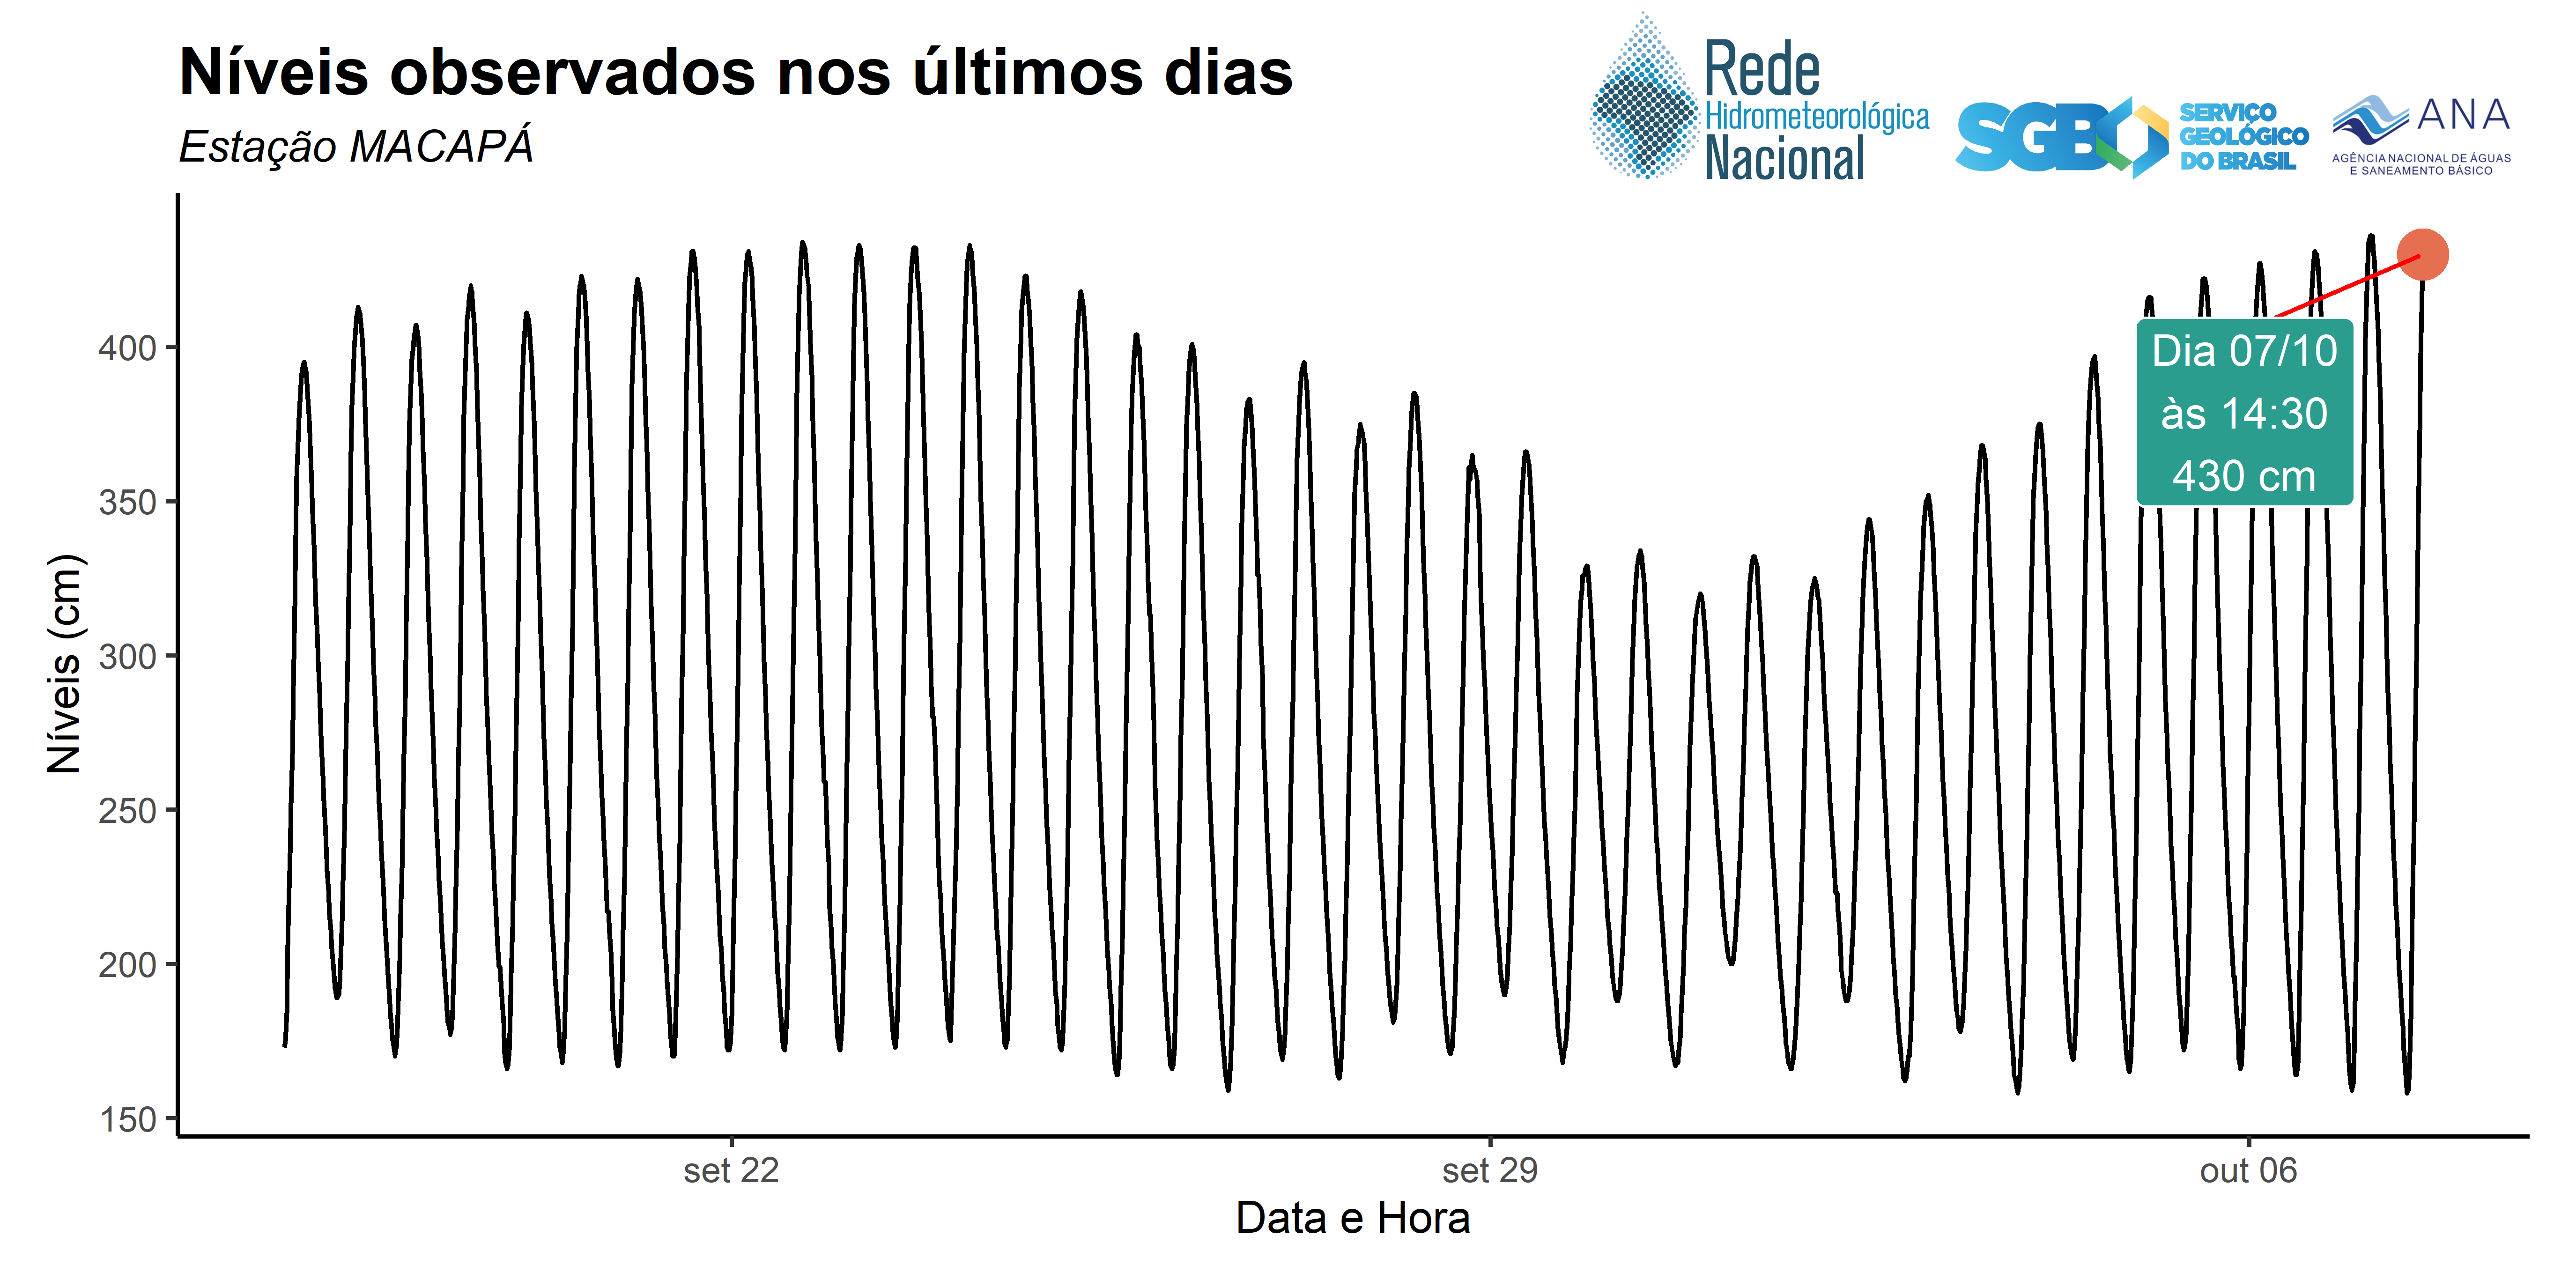 Níveis observados nos últimos dias
Estação MACAPÁ
Rede
Hidrometeorológica
Nacional
SGB
SERVIÇO
GEOLÓGICO
DO BRASIL
ANA
AGÊNCIA NACIONAL DE ÁGUAS
E SANEAMENTO BÁSICO
Níveis (cm)
400
350
300
250
200
150
Dia 07/10
às 14:30
430 cm
set 22
set 29
out 06
Data e Hora